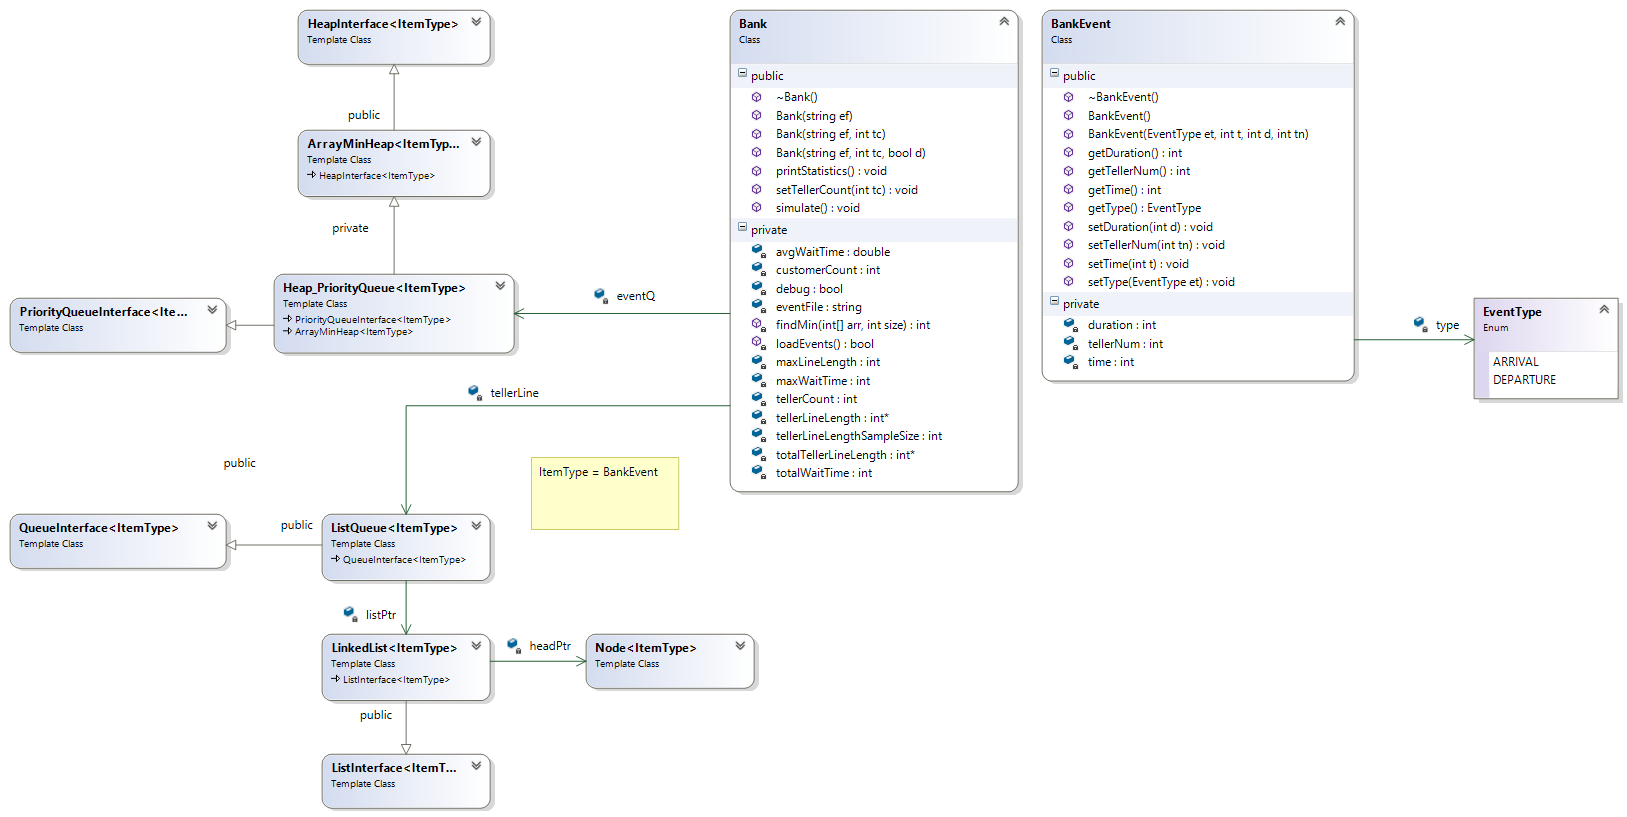 HeapInterface<ItemType>
Template Class
public
ArrayMinHeap<ItemTyp...
Template Class
HeapInterface<ItemType>
private
Heap_PriorityQueue<ItemType>
Template Class
PriorityQueueInterface<ItemType>
ArrayMinHeap<ItemType>
PriorityQueueInterface<Ite...
Template Class
eventQ
tellerLine
public
QueueInterface<ItemType>
Template Class
public
ListQueue<ItemType>
Template Class
QueueInterface<ItemType>
listPtr
LinkedList<ItemType>
Template Class
ListInterface<ItemType>
headPtr
Node<ItemType>
Template Class
public
ListInterface<ItemT...
Template Class
ItemType = BankEvent
Bank
Class
public
~Bank()
Bank(string ef)
Bank(string ef, int tc)
Bank(string ef, int tc, bool d)
printStatistics() : void
setTellerCount(int tc) : void
simulate() : void
private
avgWaitTime : double
customerCount : int
debug : bool
eventFile : string
findMin(int[] arr, int size) : int
loadEvents() : bool
maxLineLength : int
maxWaitTime : int
tellerCount : int
tellerLineLength : int*
tellerLineLengthSampleSize : int
totalTellerLineLength : int*
totalWaitTime : int
BankEvent
Class
public
~BankEvent()
BankEvent()
BankEvent(EventType et, int t, int d, int tn)
getDuration() : int
getTellerNum() : int
getTime() : int
getType() : EventType
setDuration(int d) : void
setTellerNum(int tn) : void
setTime(int t) : void
setType(EventType et) : void
private
duration : int
tellerNum : int
time : int
type
EventType
Enum
ARRIVAL
DEPARTURE